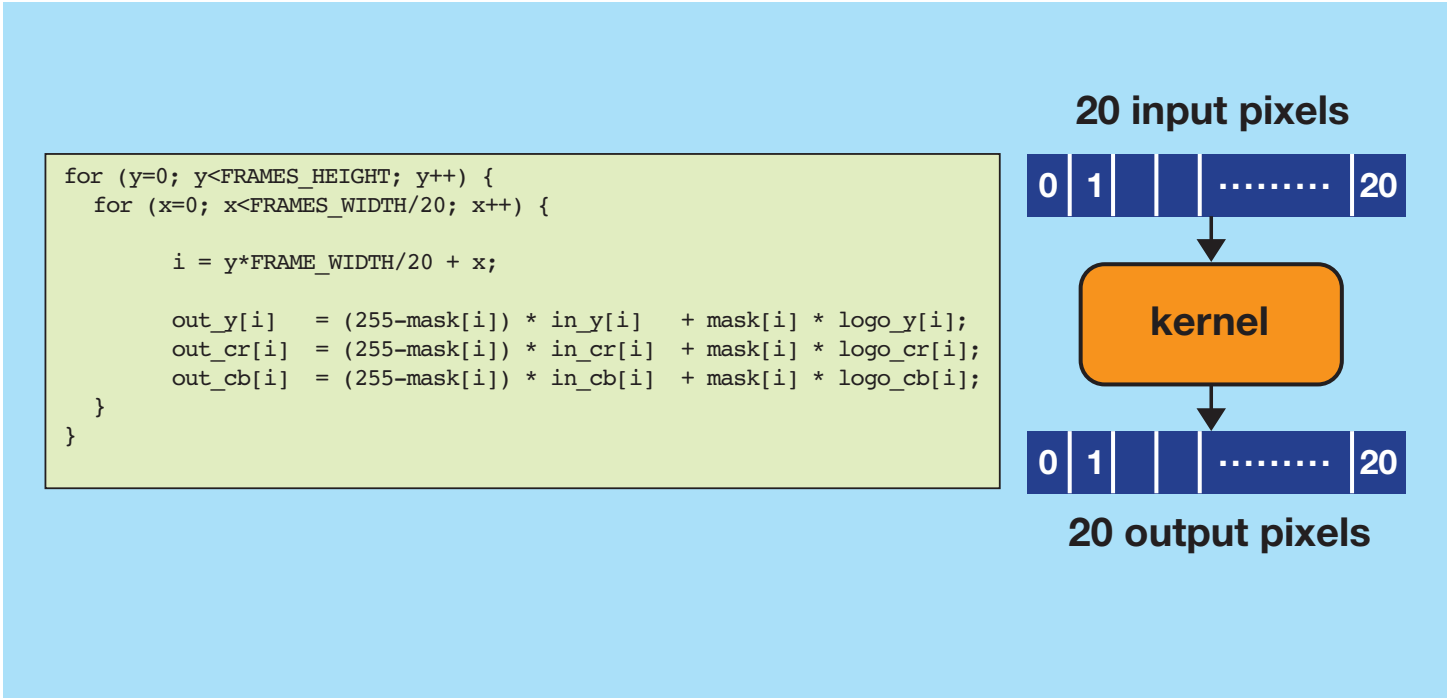 for (y=0; y<FRAMES_HEIGHT; y++) {
for (x=0; x<FRAMES_WIDTH/20; x++) {
i = y*FRAME_WIDTH/20 + x;
out_y[i] = (255-mask[i]) * in_y[i] + mask[i] * logo_y[i];
out_cr[i] = (255-mask[i]) * in_cr[i] + mask[i] * logo_cr[i];
out_cb[i] = (255-mask[i]) * in_cb[i] + mask[i] * logo_cb[i];
}
}
20 input pixels
0 1 ......... 20
kernel
0 1 ......... 20
20 output pixels